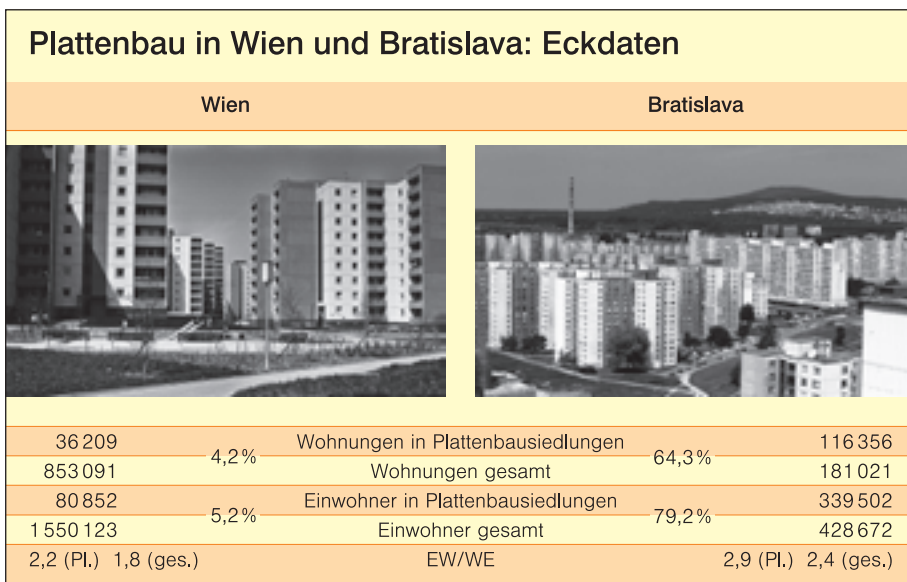 Plattenbau in Wien und Bratislava: Eckdaten
Wien Bratislava
36 209 Wohnungen in Plattenbausiedlungen 116 356
4,2% 64,3%
853 091 Wohnungen gesamt 181 021
80 852 Einwohner in Plattenbausiedlungen 339 502
5,2% 79,2%
1 550 123 Einwohner gesamt 428 672
2,2 (Pl.) 1,8 (ges.) EW/WE 2,9 (Pl.) 2,4 (ges.)